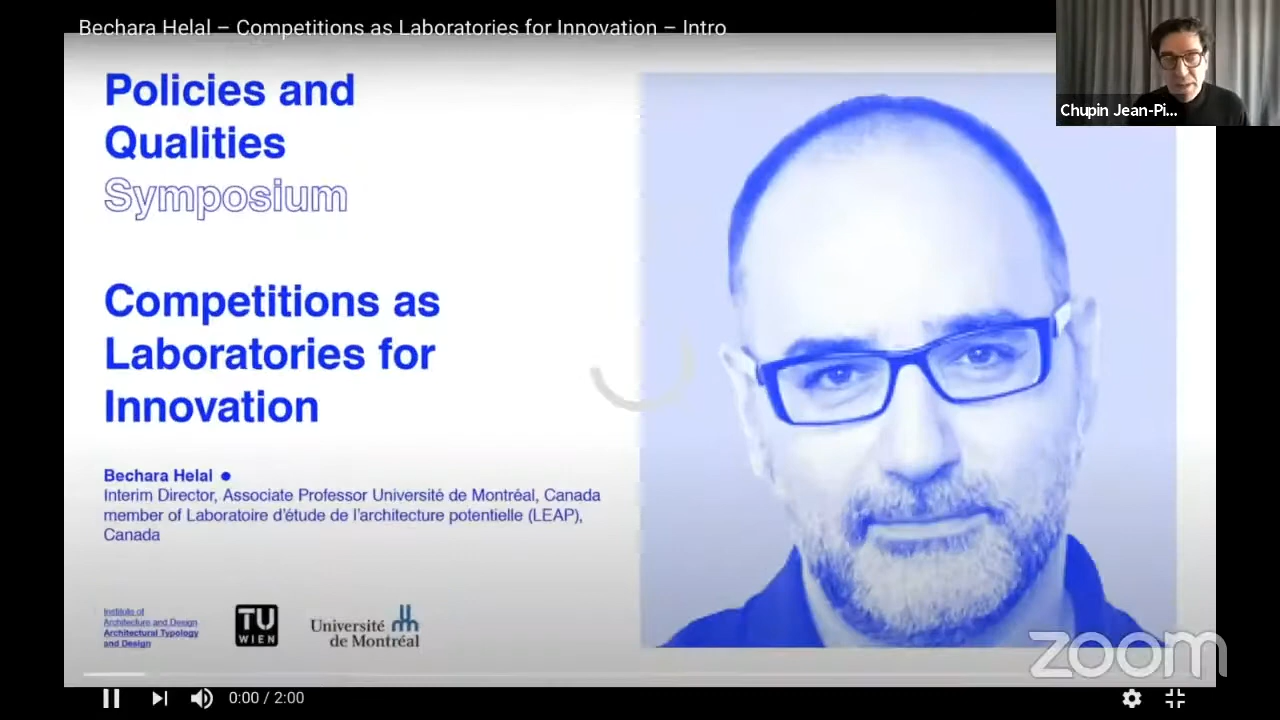 Bechara Helal – Competitions as Laboratories for Innovation – Intro
Chupin Jean-Pi...
Policies and
Qualities
Symposium
Competitions as
Laboratories for
Innovation
Bechara Helal
Interim Director, Associate Professor Université de Montréal, Canada
member of Laboratoire d'étude de l'architecture potentielle (LEAP),
Canada
Institute of
Architecture and Design
Architectural Typology
and Design
TU
WIEN
Université
de Montréal
zoom
0:00 / 2:00